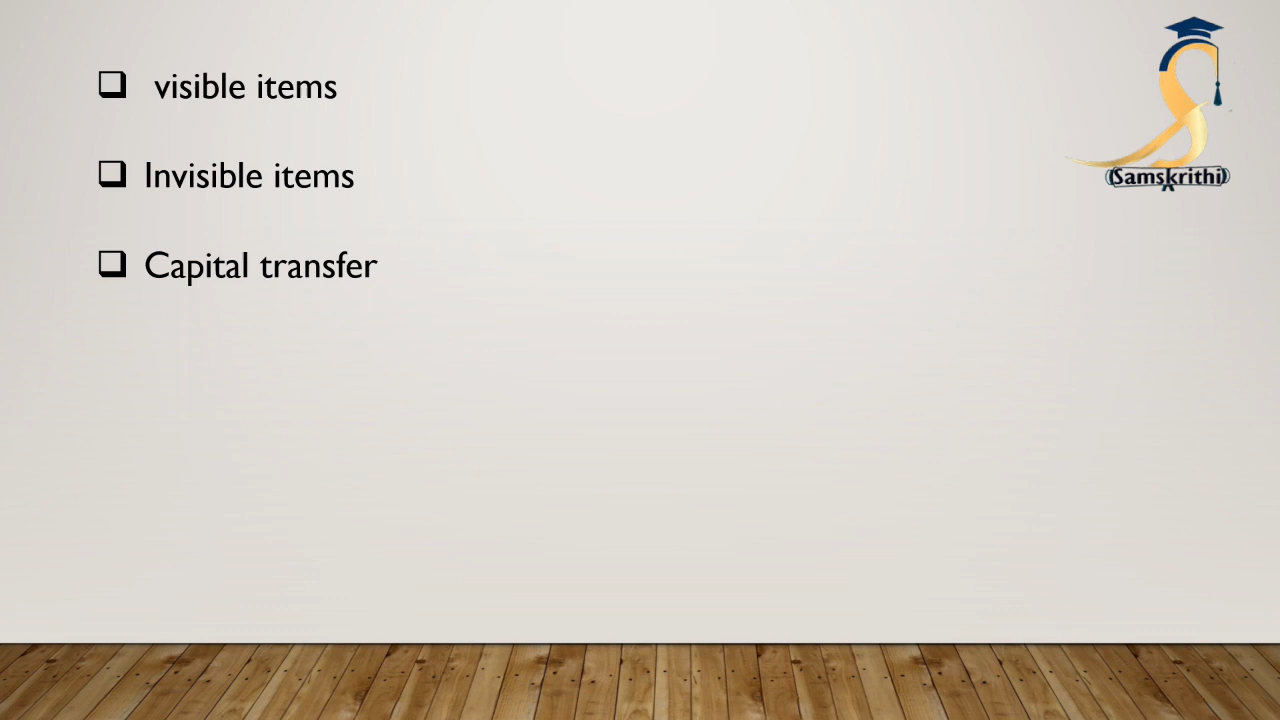 visible items
Invisible items
Capital transfer
Samskrithi